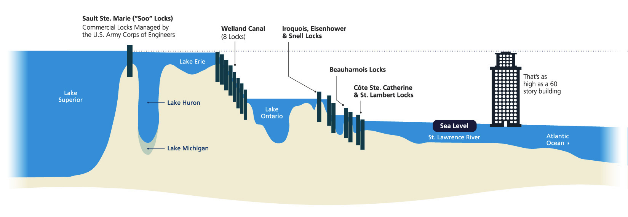 Sault Ste. Marie ("Soo" Locks)
Commercial Locks Managed by
the U.S. Army Corps of Engineers
Welland Canal
(8 Locks)
Iroquois, Eisenhower
& Snell Locks
Beauharnois Locks
Côte Ste. Catherine
& St. Lambert Locks
That's as
high as a 60
story building
Lake Erie
Lake
Superior
Lake Huron
Lake
Ontario
Lake Michigan
Sea Level
St. Lawrence River
Atlantic
Ocean ›